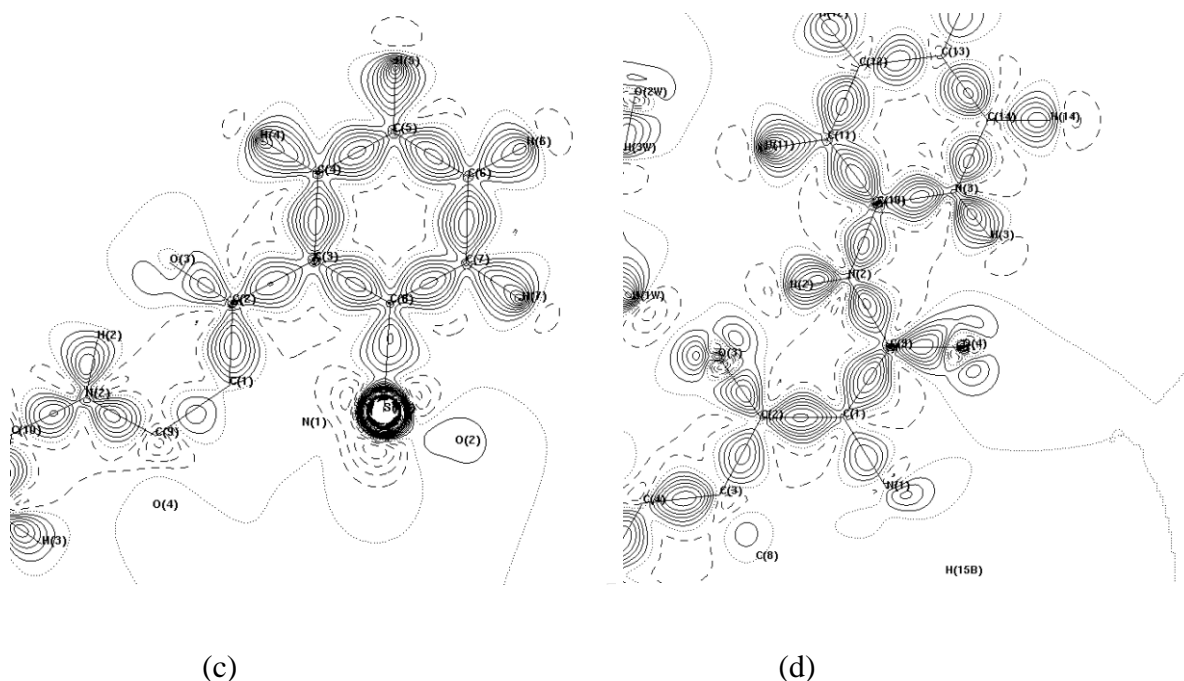 H(5)
C(5)
H(4)
H(6)
C(4)
C(6)
O(3)
C(3)
C(7)
C(2)
H(7)
C(8)
H(2)
C(1)
N(2)
S
N(1)
C(10)
C(9)
O(2)
O(4)
H(3)
(c)
C(12)
C(13)
O(2W)
C(14)
H(14)
C(11)
H(3W)
H(11)
N(3)
C(10)
H(3)
N(2)
H(2)
H(1W)
O(3)
C(9)
O(4)
C(2)
C(1)
N(1)
C(4)
C(3)
C(8)
H(15B)
(d)